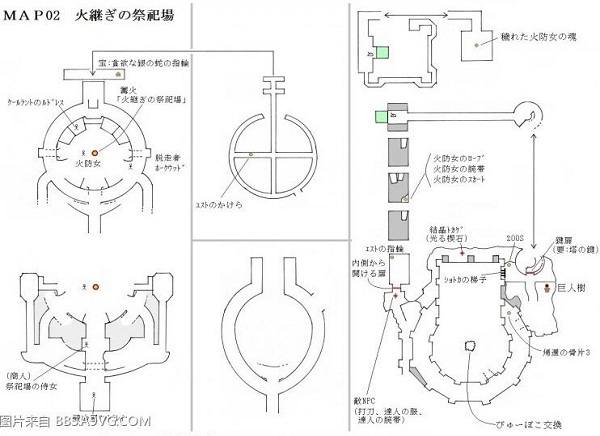 MAP02 火継ぎの祭祀場
宝:貪欲な銀の蛇の指輪
篝火
「火継ぎの祭祀場」
クールラントのルドレス
火防女
脱走者
ホークウッド
エストのかけら
穢れた火防女の魂
火防女のローブ
火防女の腕帯
火防女のスカート
結晶トカゲ
(光る楔石)
200S
鍵扉
(要:塔の鍵)
エストの指輪
内側から
開ける扉
ショトカの梯子
巨人樹
帰還の骨片3
(商人)
祭祀場の侍女
敵NPC
(打刀、達人の服、
達人の腕帯)
ぴゅーぽこ交換
图片来自 BBSA9VG.COM